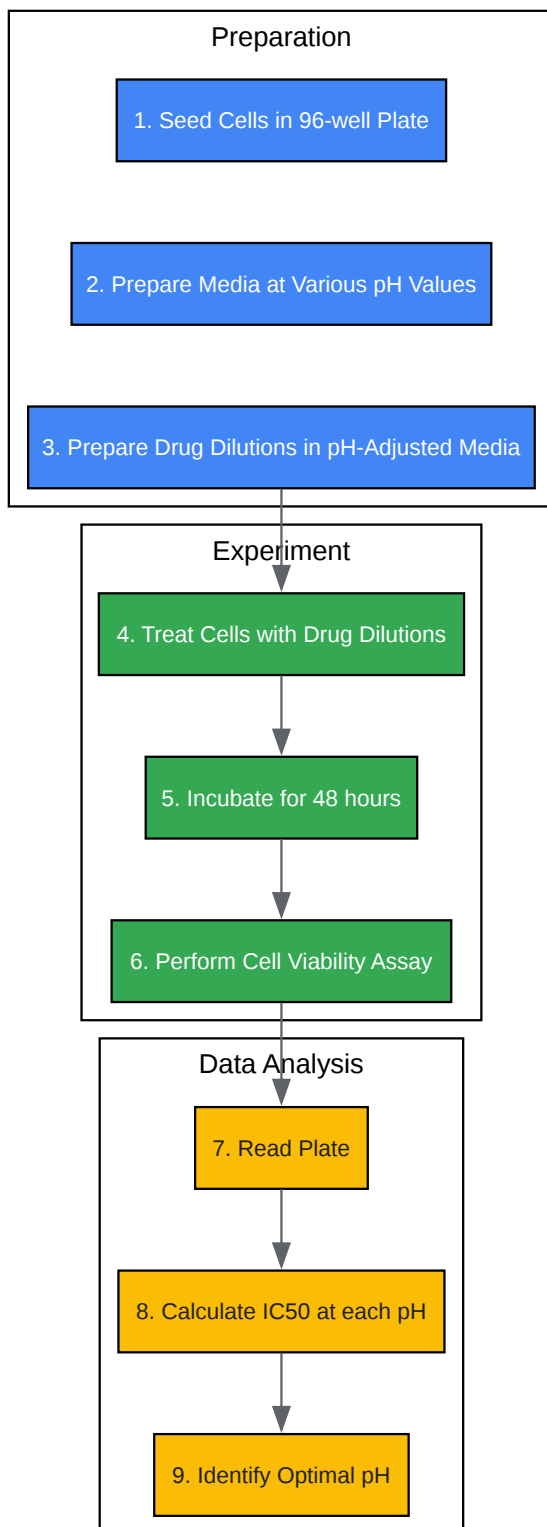 Preparation
1. Seed Cells in 96-well Plate
2. Prepare Media at Various pH Values
3. Prepare Drug Dilutions in pH-Adjusted Media
Experiment
4. Treat Cells with Drug Dilutions
5. Incubate for 48 hours
6. Perform Cell Viability Assay
Data Analysis
7. Read Plate
8. Calculate IC50 at each pH
9. Identify Optimal pH